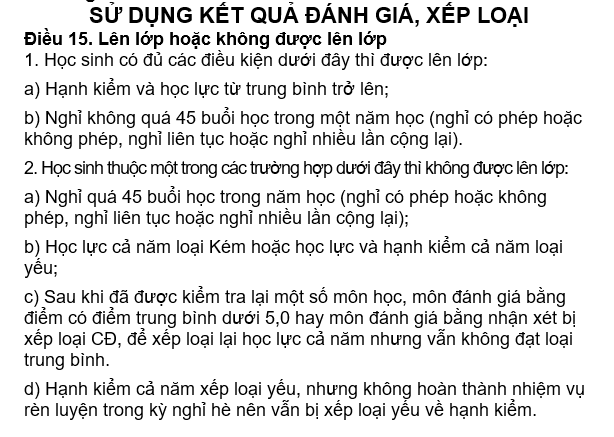 SỬ DỤNG KẾT QUẢ ĐÁNH GIÁ, XẾP LOẠI
Điều 15. Lên lớp hoặc không được lên lớp
1. Học sinh có đủ các điều kiện dưới đây thì được lên lớp:
a) Hạnh kiểm và học lực từ trung bình trở lên;
b) Nghỉ không quá 45 buổi học trong một năm học (nghỉ có phép hoặc
không phép, nghỉ liên tục hoặc nghỉ nhiều lần cộng lại).
2. Học sinh thuộc một trong các trường hợp dưới đây thì không được lên lớp:
a) Nghỉ quá 45 buổi học trong năm học (nghỉ có phép hoặc không
phép, nghỉ liên tục hoặc nghỉ nhiều lần cộng lại);
b) Học lực cả năm loại Kém hoặc học lực và hạnh kiểm cả năm loại
yếu;
c) Sau khi đã được kiểm tra lại một số môn học, môn đánh giá bằng
điểm có điểm trung bình dưới 5,0 hay môn đánh giá bằng nhận xét bị
xếp loại CĐ, để xếp loại lại học lực cả năm nhưng vẫn không đạt loại
trung bình.
d) Hạnh kiểm cả năm xếp loại yếu, nhưng không hoàn thành nhiệm vụ
rèn luyện trong kỳ nghỉ hè nên vẫn bị xếp loại yếu về hạnh kiểm.